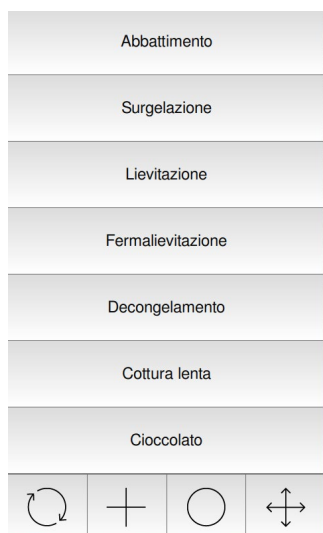 Abbattimento
Surgelazione
Lievitazione
Fermalievitazione
Decongelamento
Cottura lenta
Cioccolato